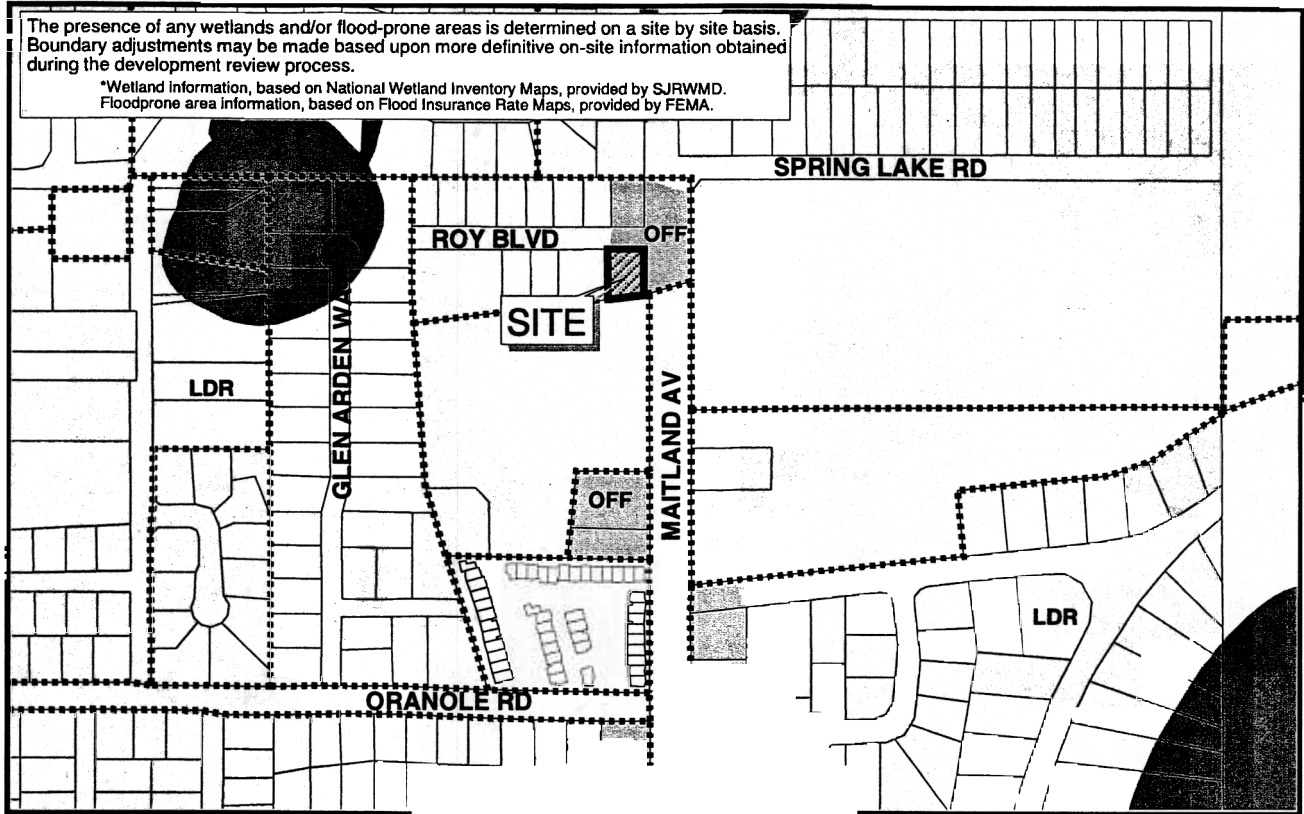 The presence of any wetlands and/or flood-prone areas is determined on a site by site basis.
Boundary adjustments may be made based upon more definitive on-site information obtained
during the development review process.
*Wetland information, based on National Wetland Inventory Maps, provided by SJRWMD.
Floodprone area information, based on Flood Insurance Rate Maps, provided by FEMA.
SPRING LAKE RD
ROY BLVD
OFF
SITE
LDR
GLEN ARDEN WA
MAITLAND AV
OFF
LDR
ORANOLE RD